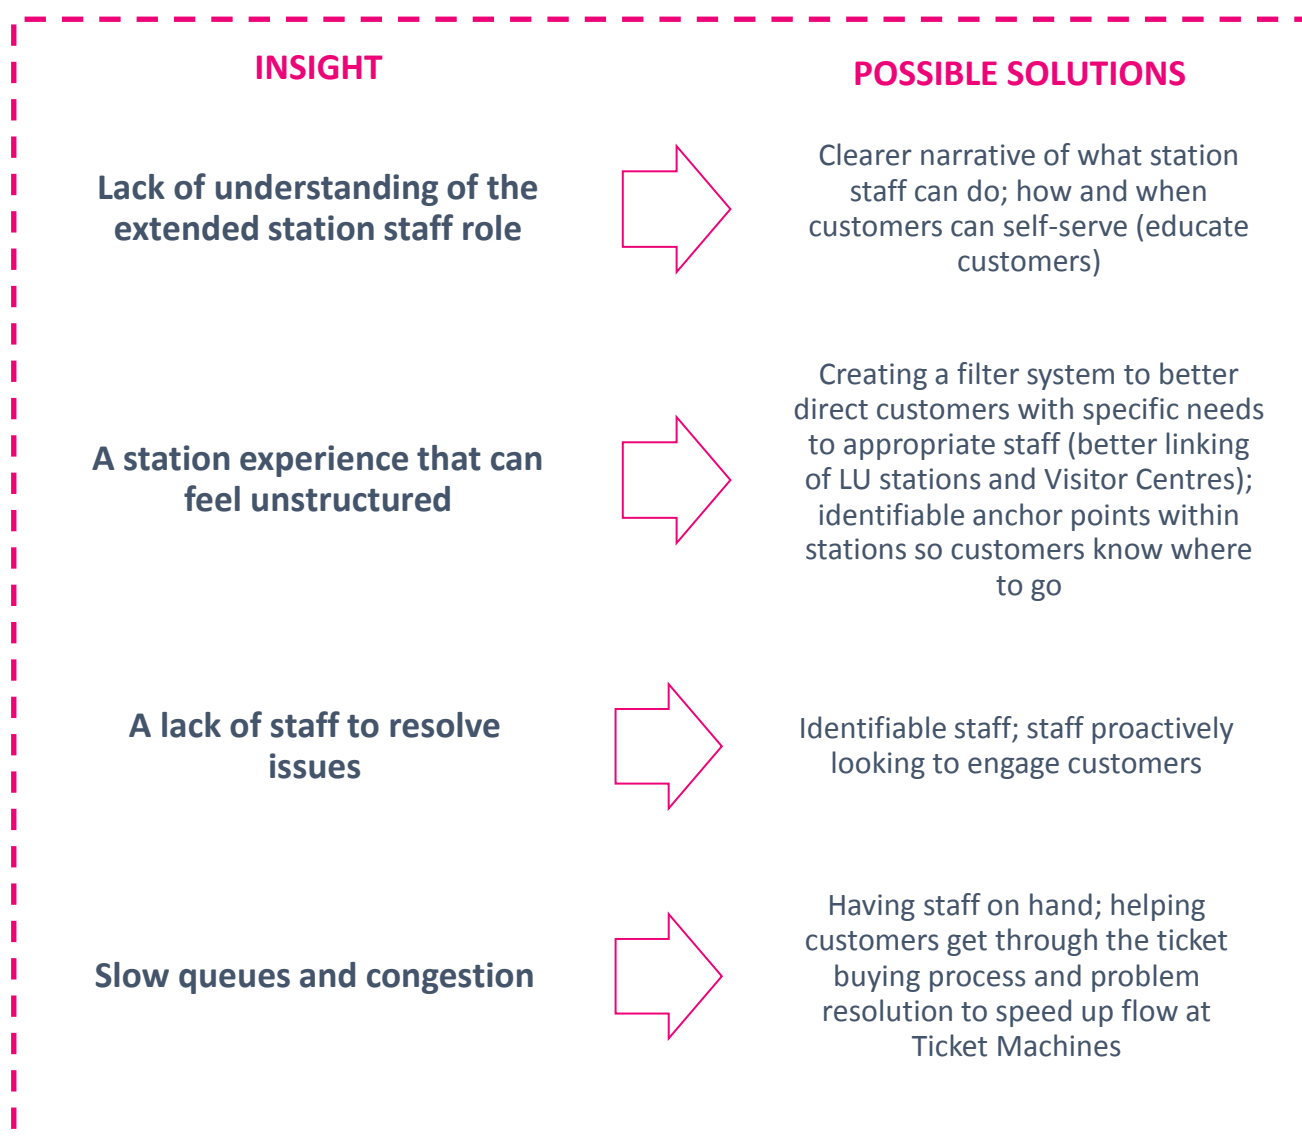 INSIGHT
POSSIBLE SOLUTIONS
Lack of understanding of the
extended station staff role
Clearer narrative of what station
staff can do; how and when
customers can self-serve (educate
customers)
A station experience that can
feel unstructured
Creating a filter system to better
direct customers with specific needs
to appropriate staff (better linking
of LU stations and Visitor Centres);
identifiable anchor points within
stations so customers know where
to go
A lack of staff to resolve
issues
Identifiable staff; staff proactively
looking to engage customers
Slow queues and congestion
Having staff on hand; helping
customers get through the ticket
buying process and problem
resolution to speed up flow at
Ticket Machines